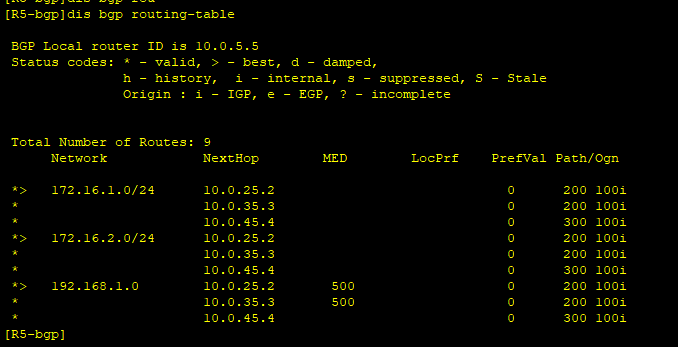 [R5-bgp]dis bgp routing-table
BGP Local router ID is 10.0.5.5
Status codes: * - valid, > - best, d - damped,
h - history, i - internal, s - suppressed, S - Stale
Origin : i - IGP, e - EGP, ? - incomplete
Total Number of Routes: 9
Network NextHop MED LocPrf PrefVal Path/Ogn
*> 172.16.1.0/24 10.0.25.2 0 200 100i
* 10.0.35.3 0 200 100i
* 10.0.45.4 0 300 100i
*> 172.16.2.0/24 10.0.25.2 0 200 100i
* 10.0.35.3 0 200 100i
* 10.0.45.4 0 300 100i
*> 192.168.1.0 10.0.25.2 500 0 200 100i
* 10.0.35.3 500 0 200 100i
* 10.0.45.4 0 300 100i
[R5-bgp]